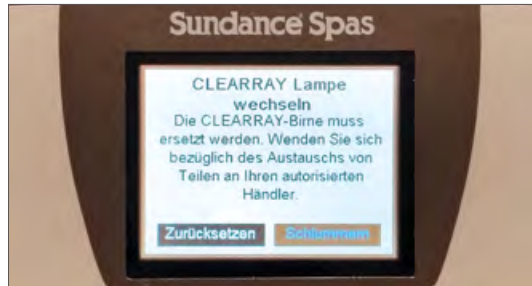 Sundance Spas
CLEARRAY Lampe
wechseln
Die CLEARRAY-Birne muss
ersetzt werden. Wenden Sie sich
bezüglich des Austauschs von
Teilen an Ihren autorisierten
Händler.
Zurücksetzen Schlummern